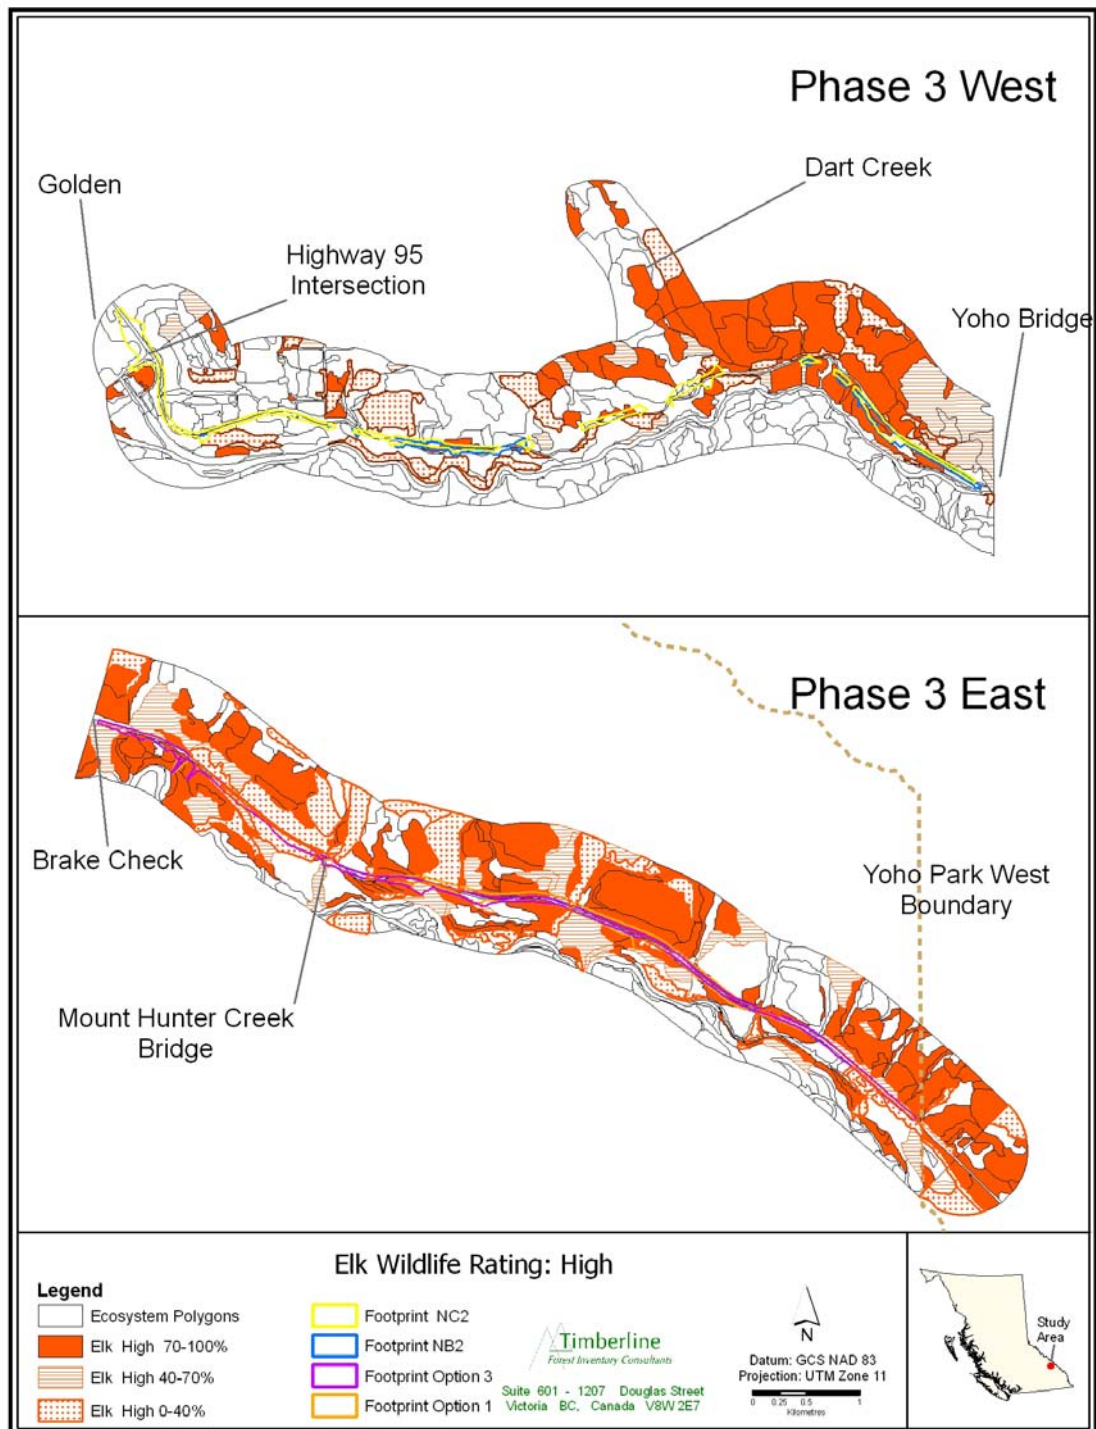 Phase 3 West
Dart Creek
Golden
Highway 95
Intersection
Yoho Bridge
Phase 3 East
Brake Check
Yoho Park West
Boundary
Mount Hunter Creek
Bridge
Elk Wildlife Rating: High
Legend
Ecosystem Polygons
Elk High 70-100%
Elk High 40-70%
Elk High 0-40%
Footprint NC2
Footprint NB2
Footprint Option 3
Footprint Option 1
Timberline
Forest Inventory Consultants
Suite 601 - 1207 Douglas Street
Victoria BC, Canada V8W 2E7
N
Datum: GCS NAD 83
Projection: UTM Zone 11
0 0.25 0.5 1
Kilometres
Study
Area